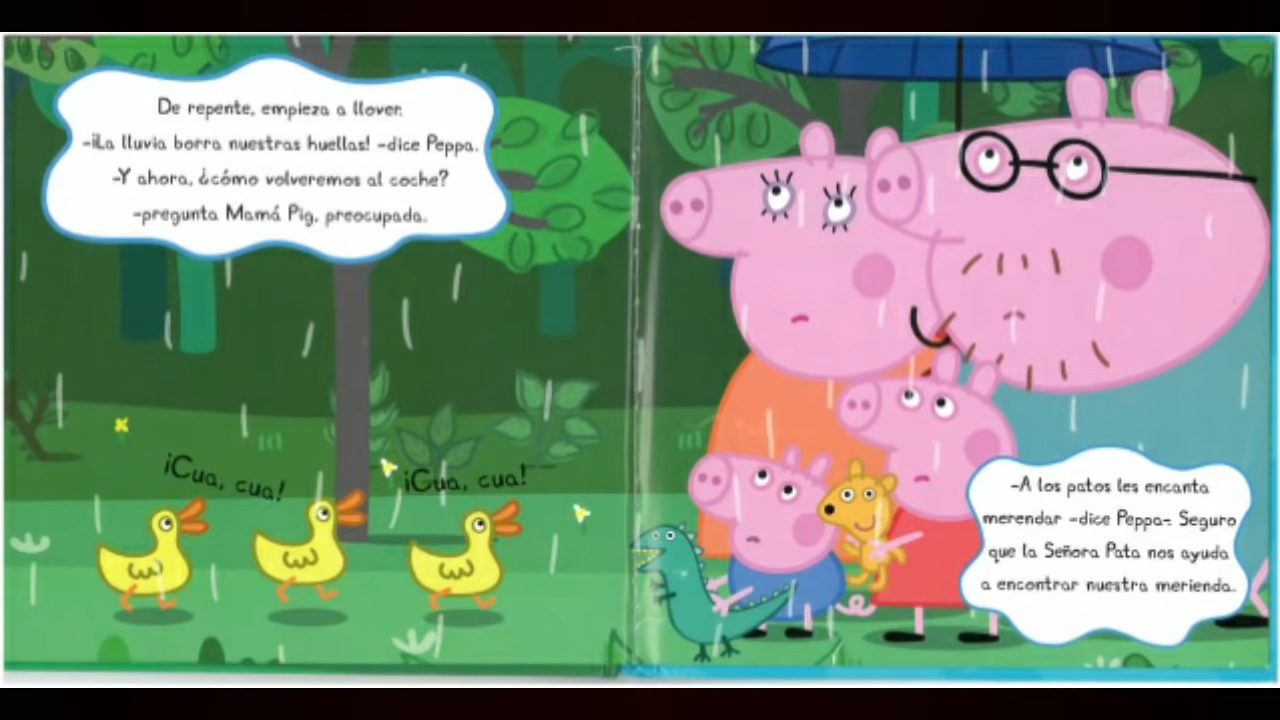 De repente, empieza a llover.
-¡La lluvia borra nuestras huellas! -dice Peppa.
-Y ahora, ¿cómo volveremos al coche?
-pregunta Mamá Pig, preocupada.
¡Cua, cua!
¡Cua, cua!
-A los patos les encanta
merendar -dice Peppa-. Seguro
que la Señora Pata nos ayuda
a encontrar nuestra merienda.